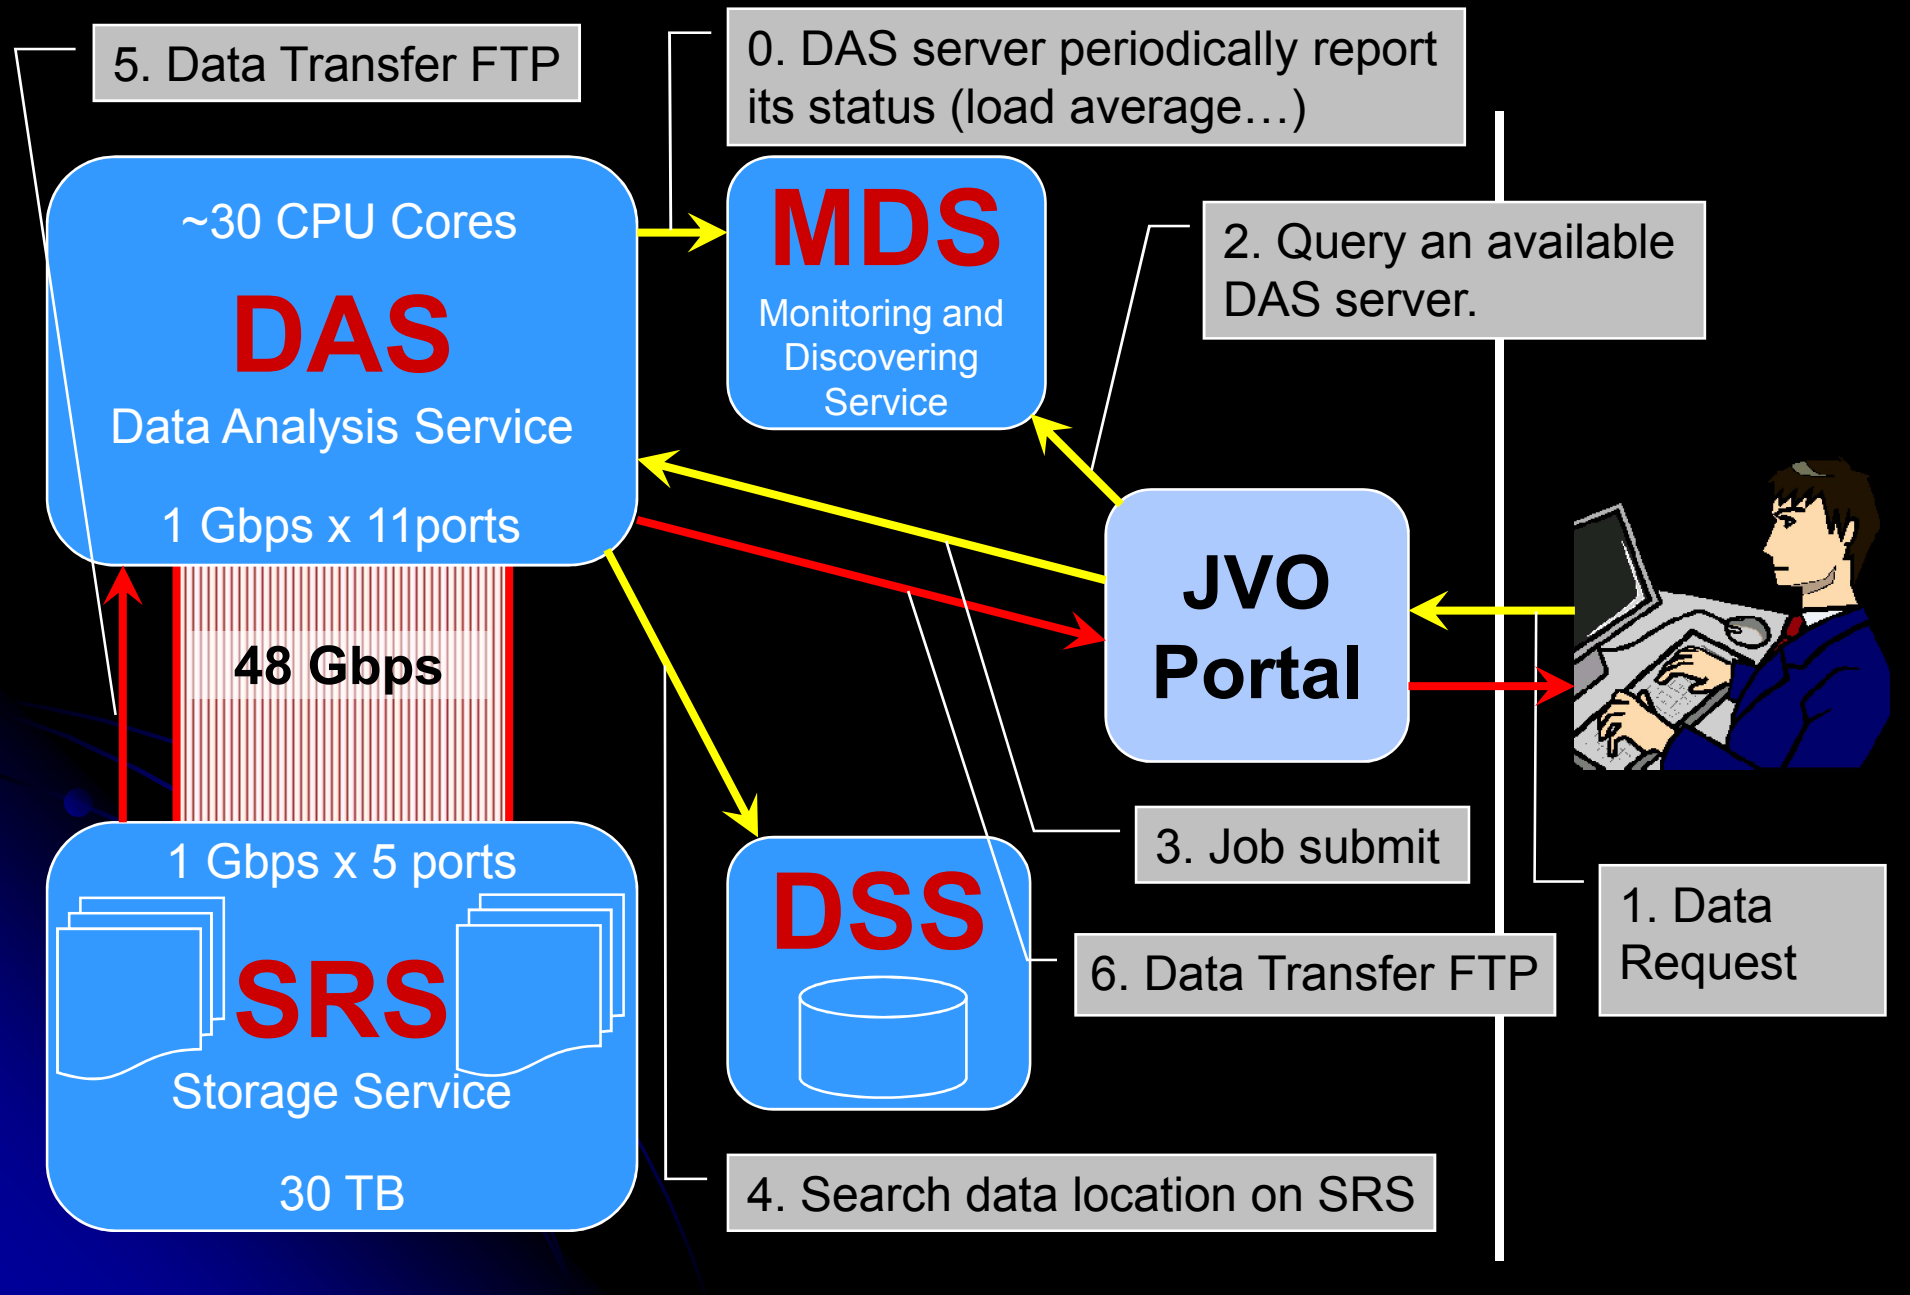 5. Data Transfer FTP
0. DAS server periodically report
its status (load average…)
~30 CPU Cores
DAS
Data Analysis Service
1 Gbps x 11ports
MDS
Monitoring and
Discovering
Service
2. Query an available
DAS server.
48 Gbps
JVO
Portal
1 Gbps x 5 ports
SRS
Storage Service
30 TB
DSS
3. Job submit
6. Data Transfer FTP
1. Data
Request
4. Search data location on SRS